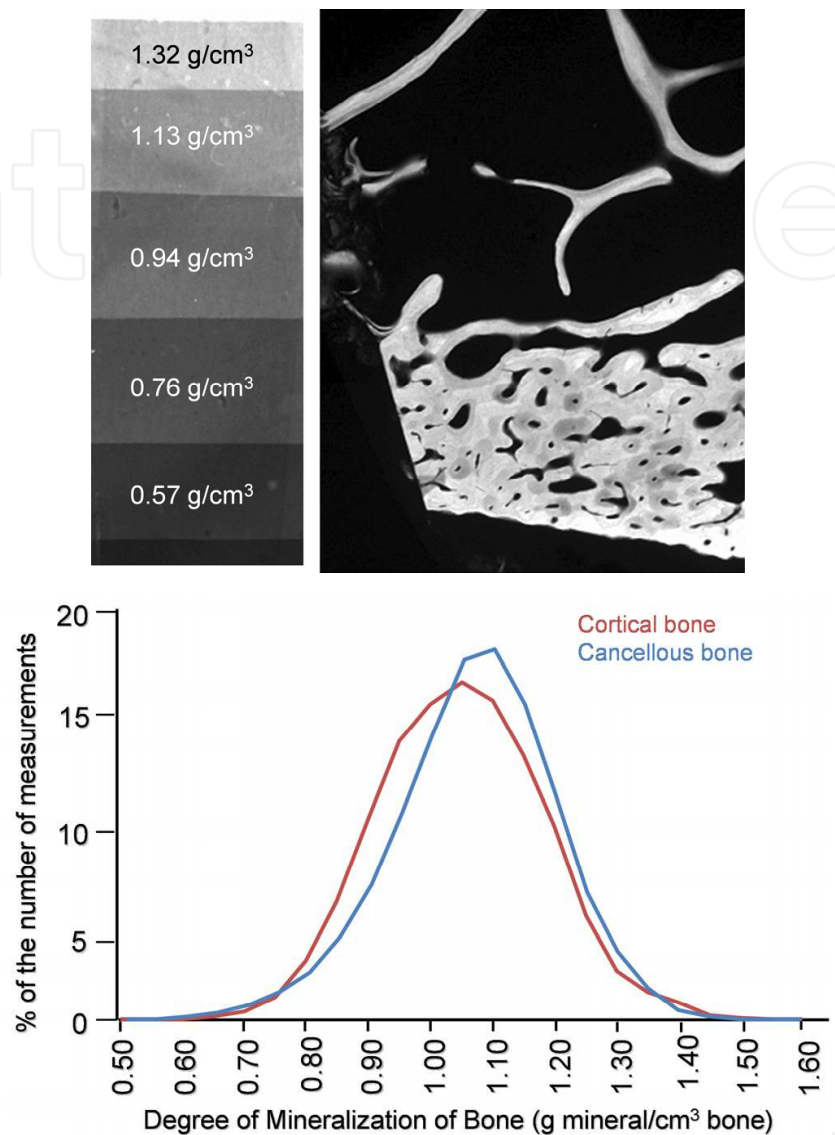 1.32 g/cm³
1.13 g/cm³
0.94 g/cm³
0.76 g/cm³
0.57 g/cm³
20
15
10
5
0
% of the number of measurements
Cortical bone
Cancellous bone
0.50 0.60 0.70 0.80 0.90 1.00 1.10 1.20 1.30 1.40 1.50 1.60
Degree of Mineralization of Bone (g mineral/cm³ bone)